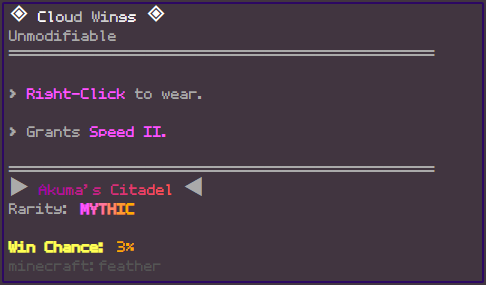 Cloud Wings
Unmodifiable
> Right-Click to wear.
> Grants Speed II.
Akuma's Citadel
Rarity: MYTHIC
Win Chance: 3%
minecraft:feather